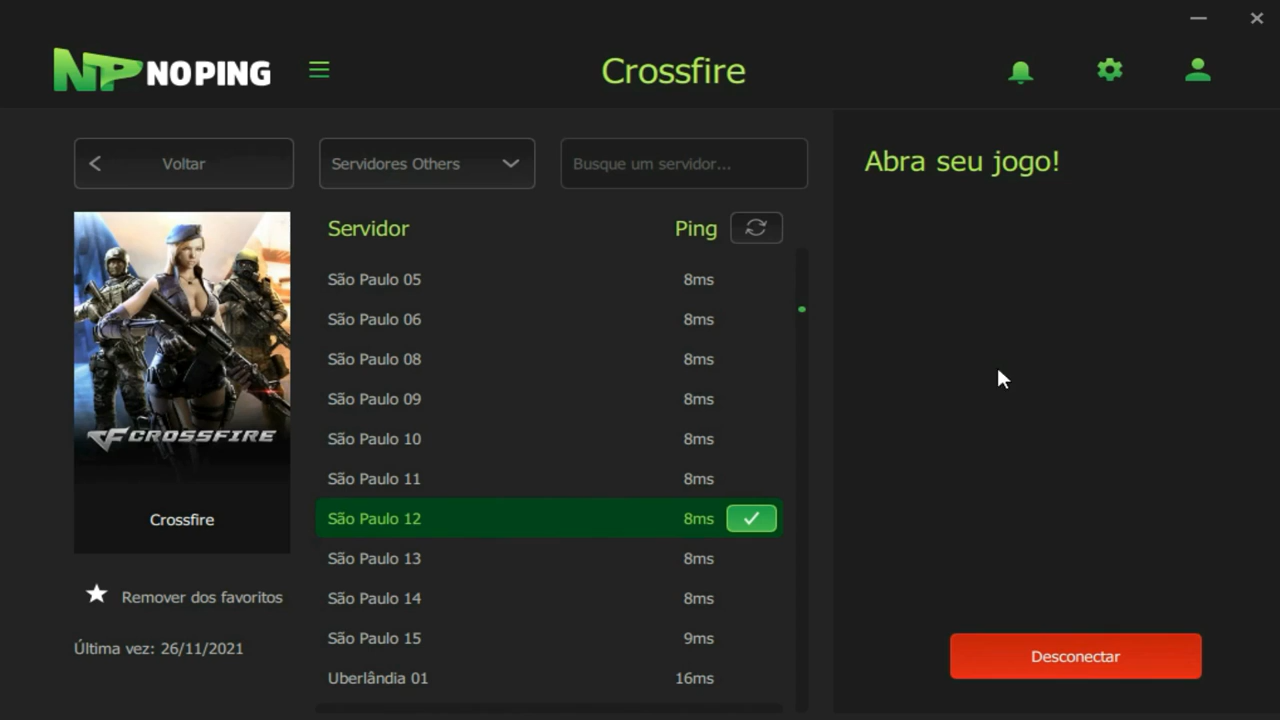 NP NOPING
Crossfire
Voltar
Servidores Others
Busque um servidor...
Abra seu jogo!
CF CROSSFIRE
Crossfire
Remover dos favoritos
Última vez: 26/11/2021
Servidor Ping
São Paulo 05 8ms
São Paulo 06 8ms
São Paulo 08 8ms
São Paulo 09 8ms
São Paulo 10 8ms
São Paulo 11 8ms
São Paulo 12 8ms
São Paulo 13 8ms
São Paulo 14 8ms
São Paulo 15 9ms
Uberlândia 01 16ms
Desconectar